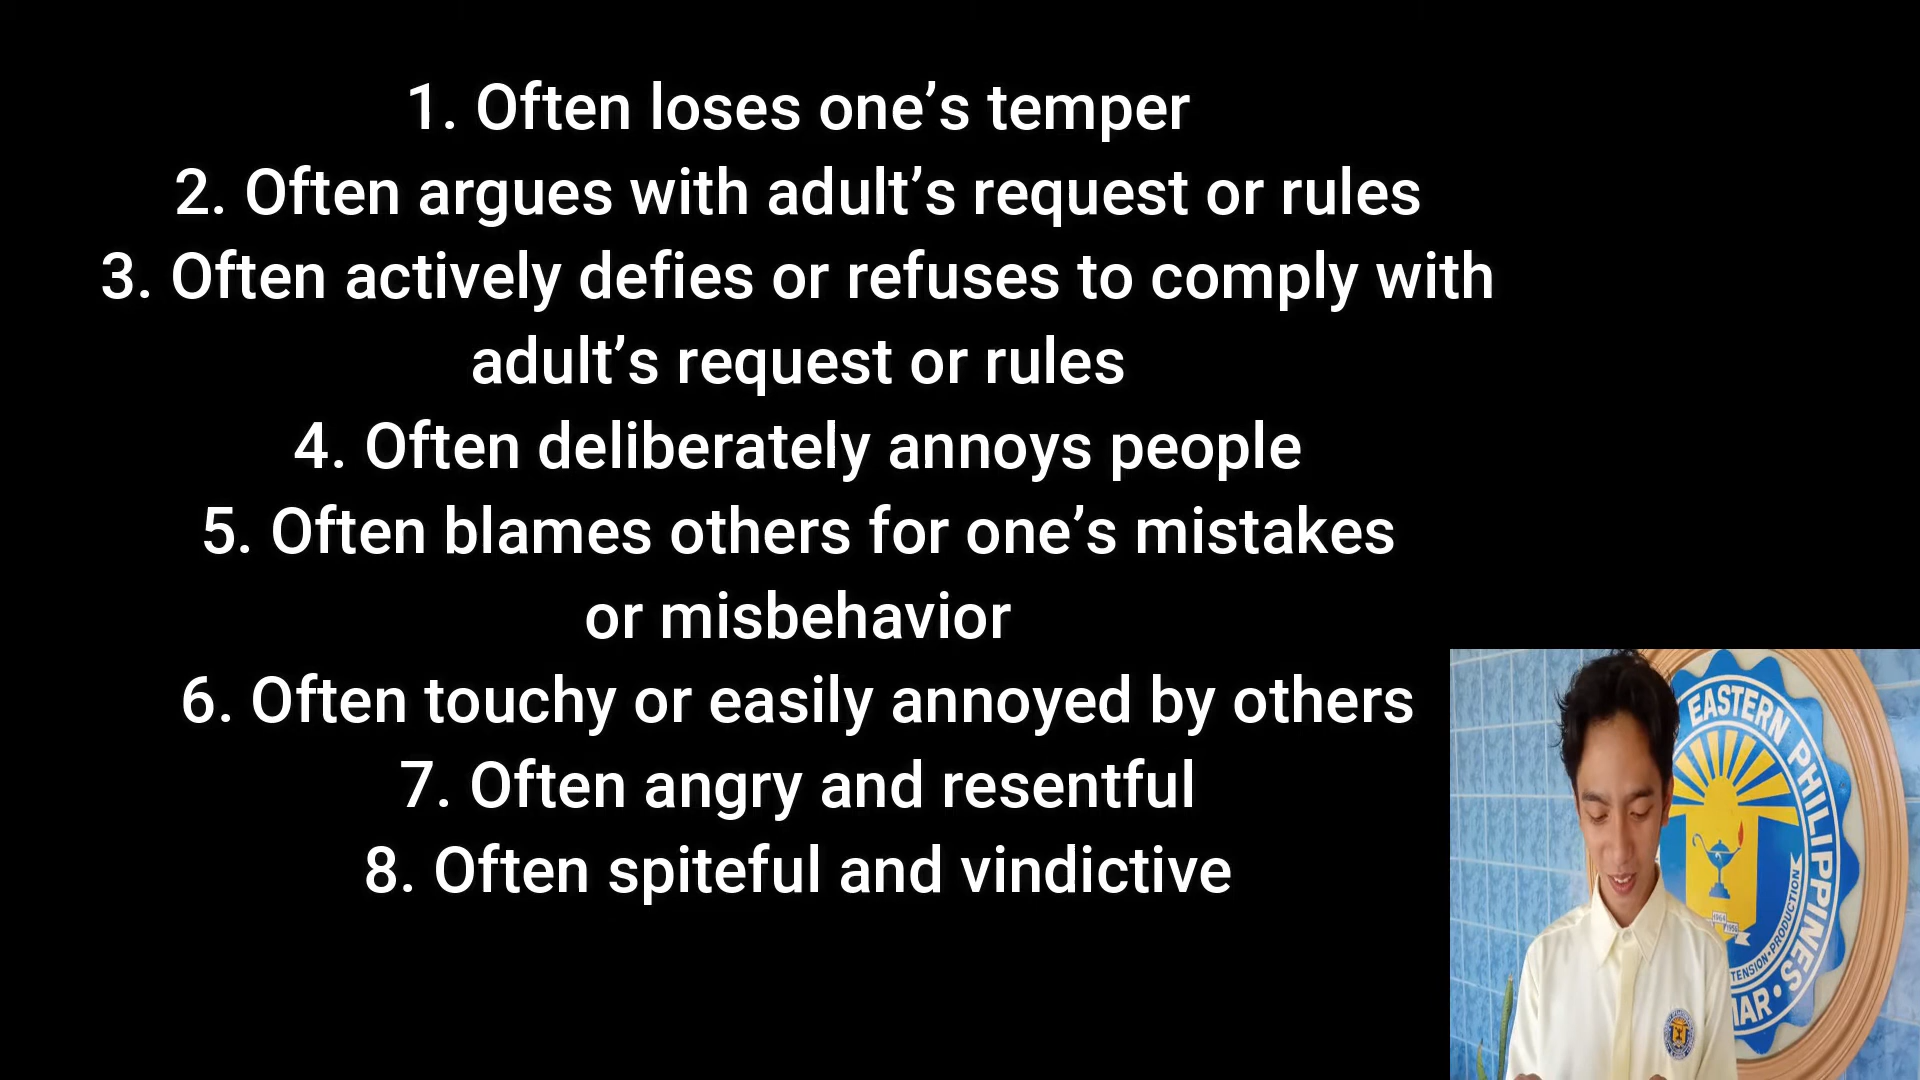 1. Often loses one’s temper
2. Often argues with adult’s request or rules
3. Often actively defies or refuses to comply with
adult’s request or rules
4. Often deliberately annoys people
5. Often blames others for one’s mistakes
or misbehavior
6. Often touchy or easily annoyed by others
7. Often angry and resentful
8. Often spiteful and vindictive
EASTERN PHILIPPINES
TENSION•PRODUCTION